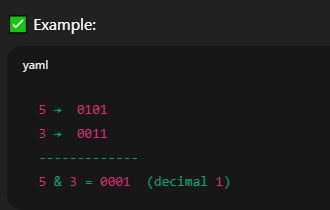 ✅ Example:
yaml
5 → 0101
3 → 0011
-------------
5 & 3 = 0001 (decimal 1)